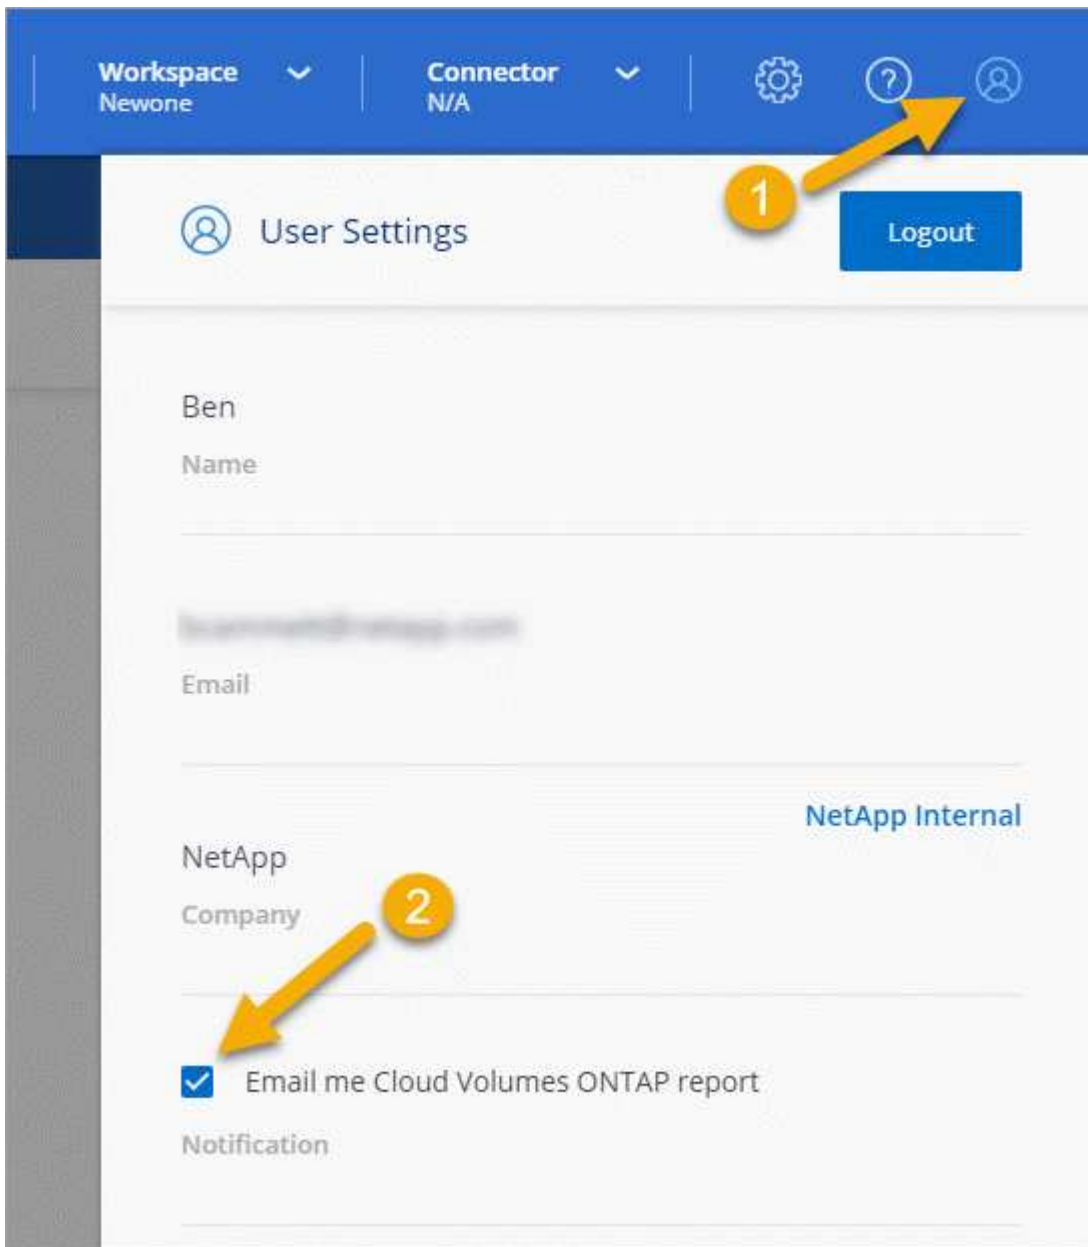 Workspace
Newone
Connector
N/A
?
1
User Settings
Logout
Ben
Name
Email
NetApp Internal
NetApp
Company
2
Email me Cloud Volumes ONTAP report
Notification